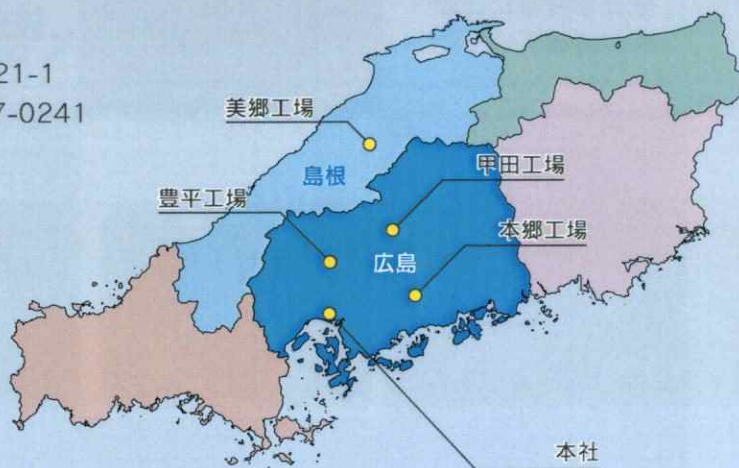 21-1
7-0241
美郷工場
島根
甲田工場
豊平工場
本郷工場
広島
本社